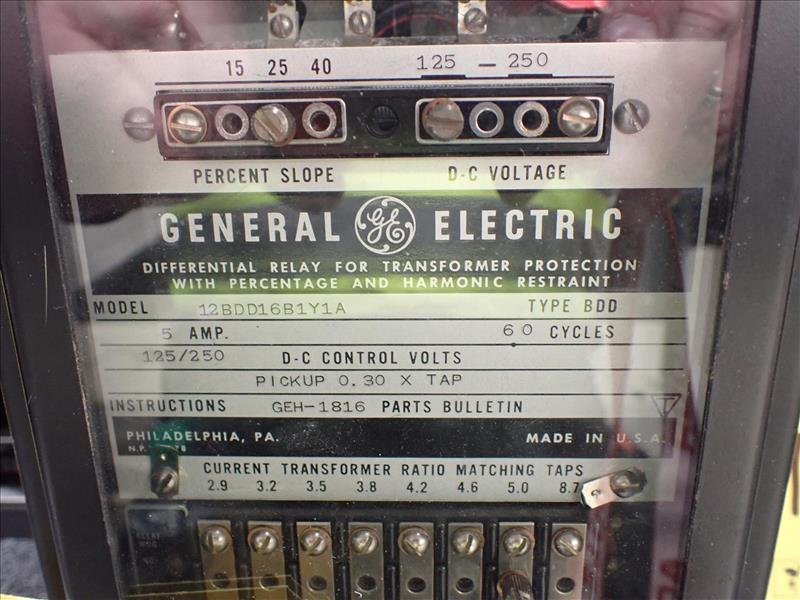 15 25 40 125 — 250
PERCENT SLOPE D-C VOLTAGE
GENERAL GE ELECTRIC
DIFFERENTIAL RELAY FOR TRANSFORMER PROTECTION
WITH PERCENTAGE AND HARMONIC RESTRAINT
MODEL 12BDD16B1Y1A TYPE BDD
5 AMP. 60 CYCLES
125/250 D-C CONTROL VOLTS
PICKUP 0.30 X TAP
INSTRUCTIONS GEH-1816 PARTS BULLETIN
PHILADELPHIA, PA. MADE IN U.S.A.
N.P.
CURRENT TRANSFORMER RATIO MATCHING TAPS
2.9 3.2 3.5 3.8 4.2 4.6 5.0 8.7